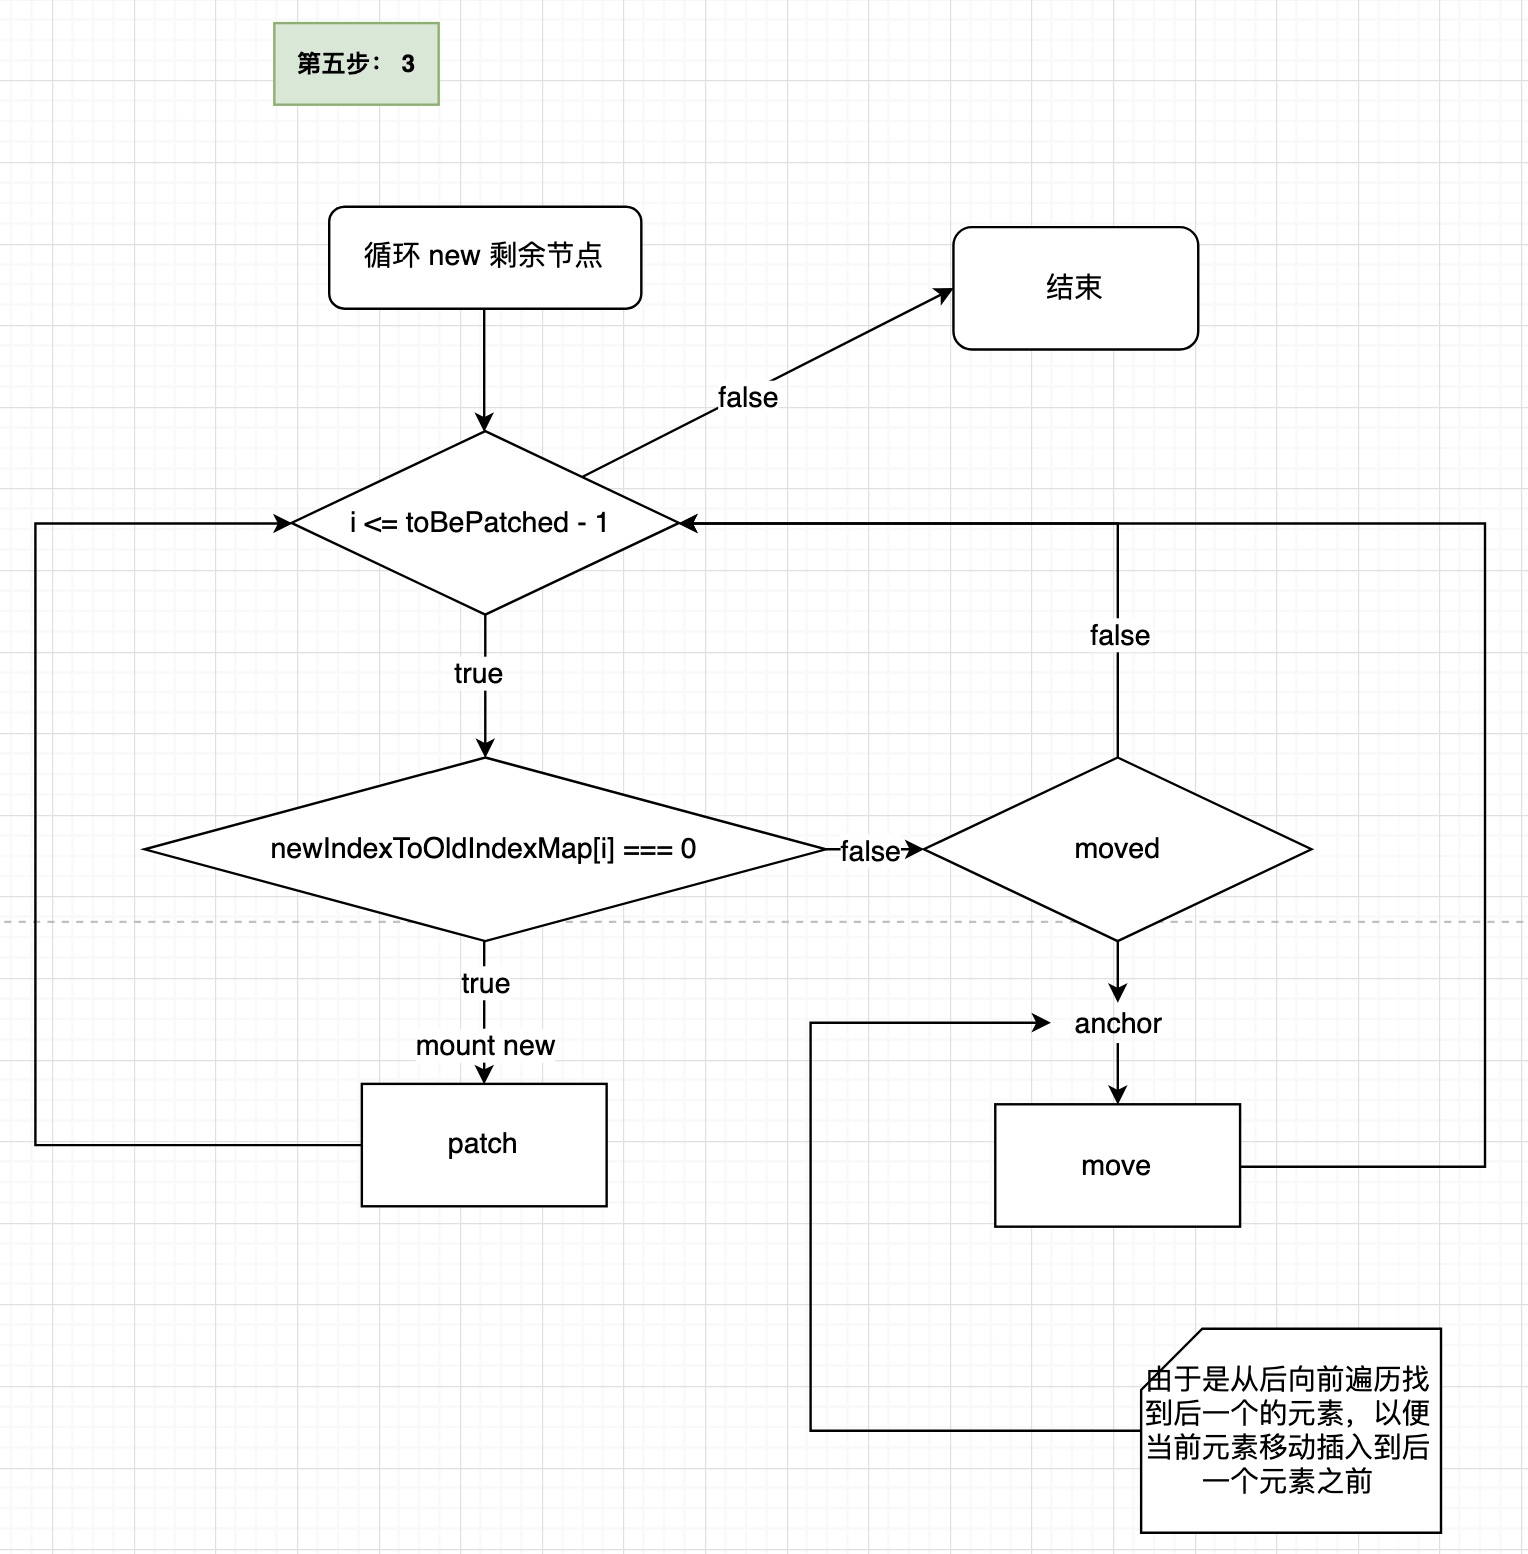 第五步： 3
循环 new 剩余节点
结束
false
i <= toBePatched - 1
false
true
newIndexToOldIndexMap[i] === 0
false
moved
true
anchor
mount new
patch
move
由于是从后向前遍历找
到后一个的元素，以便
当前元素移动插入到后
一个元素之前